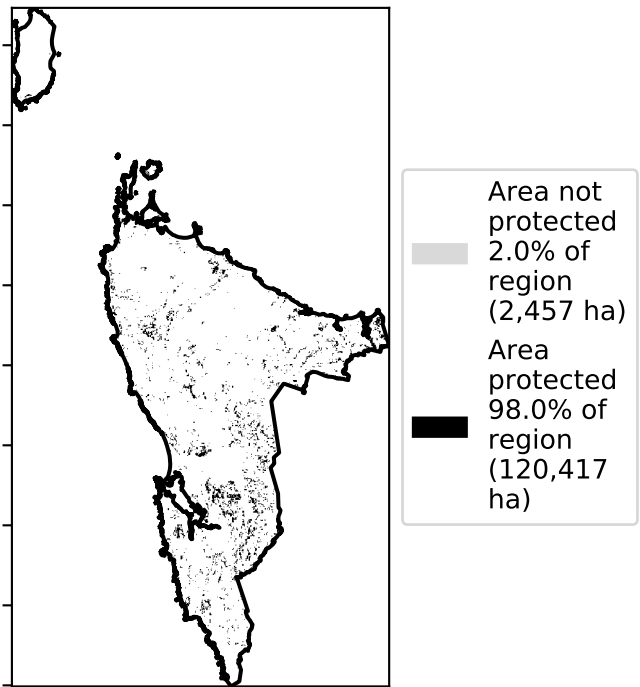 Area not
protected
2.0% of
region
(2,457 ha)
Area
protected
98.0% of
region
(120,417
ha)